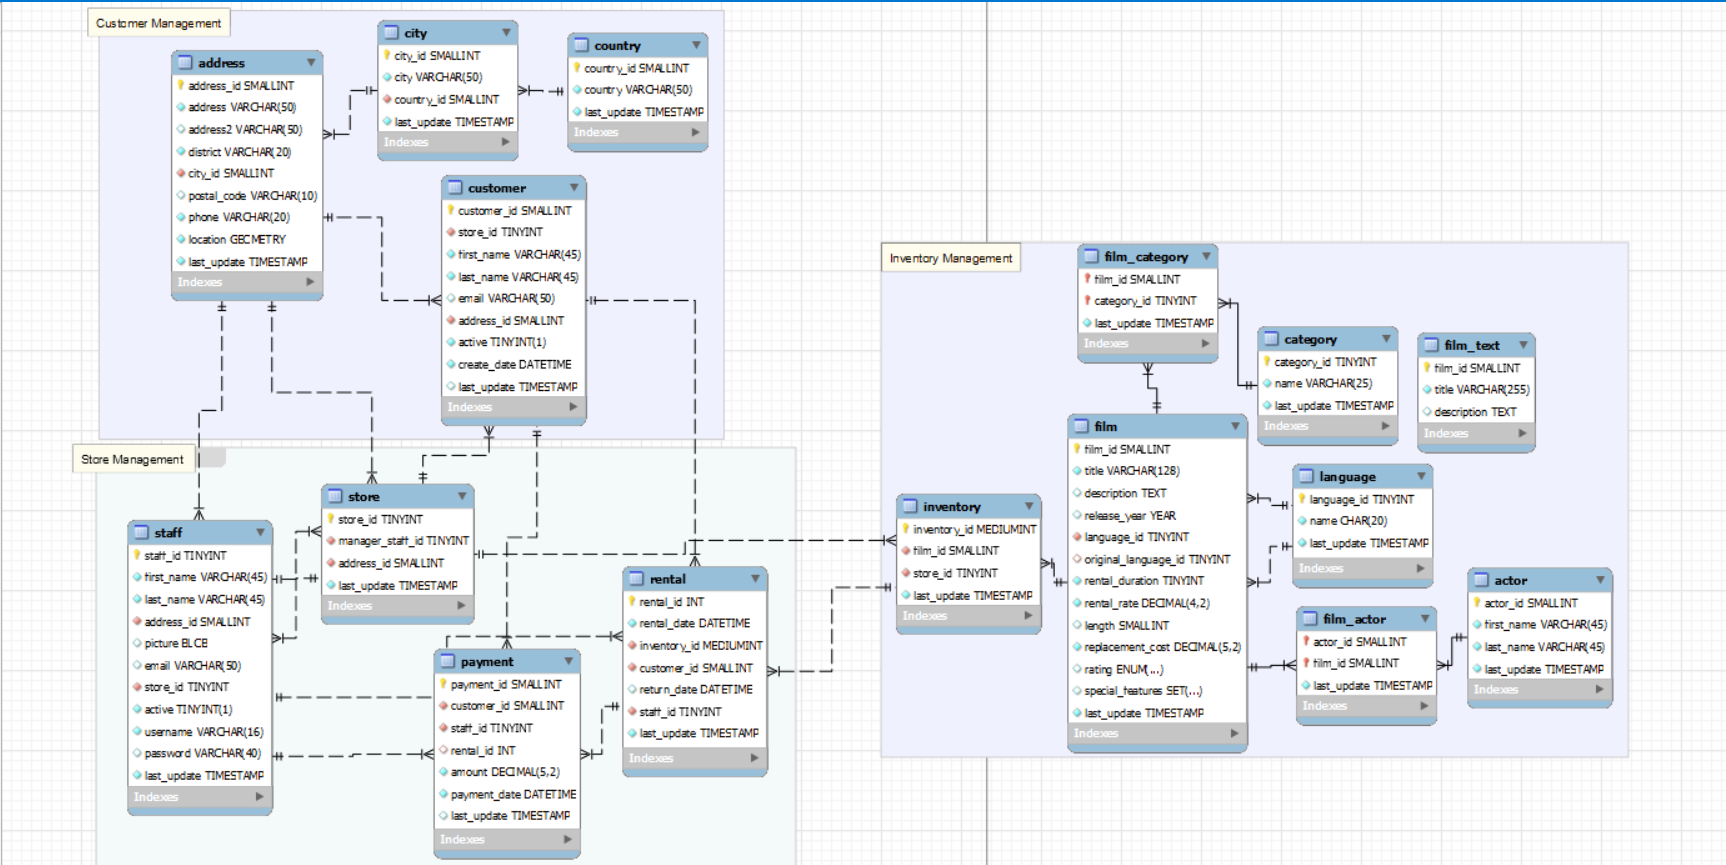 Customer Management
address
address_id SMALLINT
address VARCHAR(50)
address2 VARCHAR(50)
district VARCHAR(20)
city_id SMALLINT
postal_code VARCHAR(10)
phone VARCHAR(20)
location GEOMETRY
last_update TIMESTAMP
Indexes
city
city_id SMALLINT
city VARCHAR(50)
country_id SMALLINT
last_update TIMESTAMP
Indexes
country
country_id SMALLINT
country VARCHAR(50)
last_update TIMESTAMP
Indexes
customer
customer_id SMALLINT
store_id TINYINT
first_name VARCHAR(45)
last_name VARCHAR(45)
email VARCHAR(50)
address_id SMALLINT
active TINYINT(1)
create_date DATETIME
last_update TIMESTAMP
Indexes
Store Management
staff
staff_id TINYINT
first_name VARCHAR(45)
last_name VARCHAR(45)
address_id SMALLINT
picture BLOB
email VARCHAR(50)
store_id TINYINT
active TINYINT(1)
username VARCHAR(16)
password VARCHAR(40)
last_update TIMESTAMP
Indexes
store
store_id TINYINT
manager_staff_id TINYINT
address_id SMALLINT
last_update TIMESTAMP
Indexes
payment
payment_id SMALLINT
customer_id SMALLINT
staff_id TINYINT
rental_id INT
amount DECIMAL(5,2)
payment_date DATETIME
last_update TIMESTAMP
Indexes
rental
rental_id INT
rental_date DATETIME
inventory_id MEDIUMINT
customer_id SMALLINT
return_date DATETIME
staff_id TINYINT
last_update TIMESTAMP
Indexes
Inventory Management
inventory
inventory_id MEDIUMINT
film_id SMALLINT
store_id TINYINT
last_update TIMESTAMP
Indexes
film_category
film_id SMALLINT
category_id TINYINT
last_update TIMESTAMP
Indexes
category
category_id TINYINT
name VARCHAR(25)
last_update TIMESTAMP
Indexes
film_text
film_id SMALLINT
title VARCHAR(255)
description TEXT
Indexes
film
film_id SMALLINT
title VARCHAR(128)
description TEXT
release_year YEAR
language_id TINYINT
original_language_id TINYINT
rental_duration TINYINT
rental_rate DECIMAL(4,2)
length SMALLINT
replacement_cost DECIMAL(5,2)
rating ENUM(...)
special_features SET(...)
last_update TIMESTAMP
Indexes
language
language_id TINYINT
name CHAR(20)
last_update TIMESTAMP
Indexes
film_actor
actor_id SMALLINT
film_id SMALLINT
last_update TIMESTAMP
Indexes
actor
actor_id SMALLINT
first_name VARCHAR(45)
last_name VARCHAR(45)
last_update TIMESTAMP
Indexes